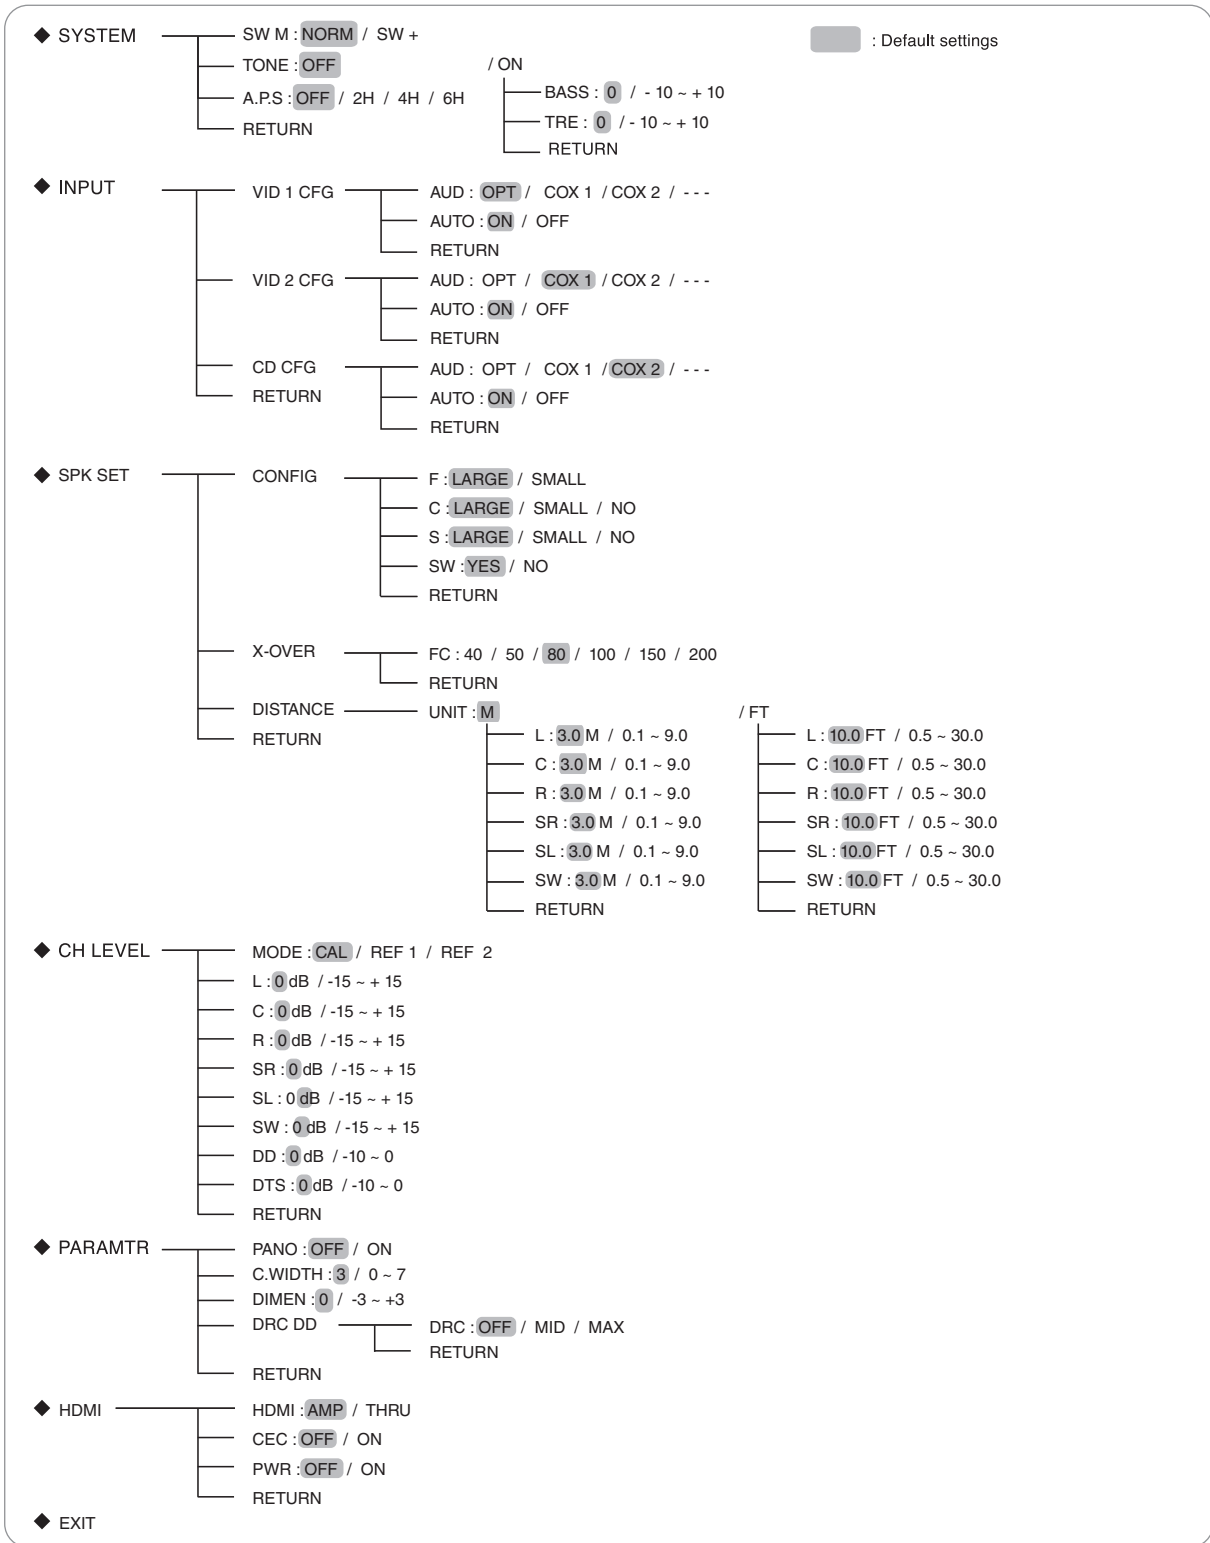 ◆ SYSTEM
SW M : NORM / SW +
: Default settings
TONE : OFF / ON
A.P.S : OFF / 2H / 4H / 6H
RETURN
BASS : 0 / - 10 ~ + 10
TRE : 0 / - 10 ~ + 10
RETURN
◆ INPUT
VID 1 CFG
AUD : OPT / COX 1 / COX 2 / - - -
AUTO : ON / OFF
RETURN
VID 2 CFG
AUD : OPT / COX 1 / COX 2 / - - -
AUTO : ON / OFF
RETURN
CD CFG
AUD : OPT / COX 1 / COX 2 / - - -
AUTO : ON / OFF
RETURN
RETURN
◆ SPK SET
CONFIG
F : LARGE / SMALL
C : LARGE / SMALL / NO
S : LARGE / SMALL / NO
SW : YES / NO
RETURN
X-OVER
FC : 40 / 50 / 80 / 100 / 150 / 200
RETURN
DISTANCE
UNIT : M / FT
L : 3.0 M / 0.1 ~ 9.0
C : 3.0 M / 0.1 ~ 9.0
R : 3.0 M / 0.1 ~ 9.0
SR : 3.0 M / 0.1 ~ 9.0
SL : 3.0 M / 0.1 ~ 9.0
SW : 3.0 M / 0.1 ~ 9.0
RETURN
L : 10.0 FT / 0.5 ~ 30.0
C : 10.0 FT / 0.5 ~ 30.0
R : 10.0 FT / 0.5 ~ 30.0
SR : 10.0 FT / 0.5 ~ 30.0
SL : 10.0 FT / 0.5 ~ 30.0
SW : 10.0 FT / 0.5 ~ 30.0
RETURN
RETURN
◆ CH LEVEL
MODE : CAL / REF 1 / REF 2
L : 0 dB / -15 ~ + 15
C : 0 dB / -15 ~ + 15
R : 0 dB / -15 ~ + 15
SR : 0 dB / -15 ~ + 15
SL : 0 dB / -15 ~ + 15
SW : 0 dB / -15 ~ + 15
DD : 0 dB / -10 ~ 0
DTS : 0 dB / -10 ~ 0
RETURN
◆ PARAMTR
PANO : OFF / ON
C.WIDTH : 3 / 0 ~ 7
DIMEN : 0 / -3 ~ +3
DRC DD
DRC : OFF / MID / MAX
RETURN
RETURN
◆ HDMI
HDMI : AMP / THRU
CEC : OFF / ON
PWR : OFF / ON
RETURN
◆ EXIT